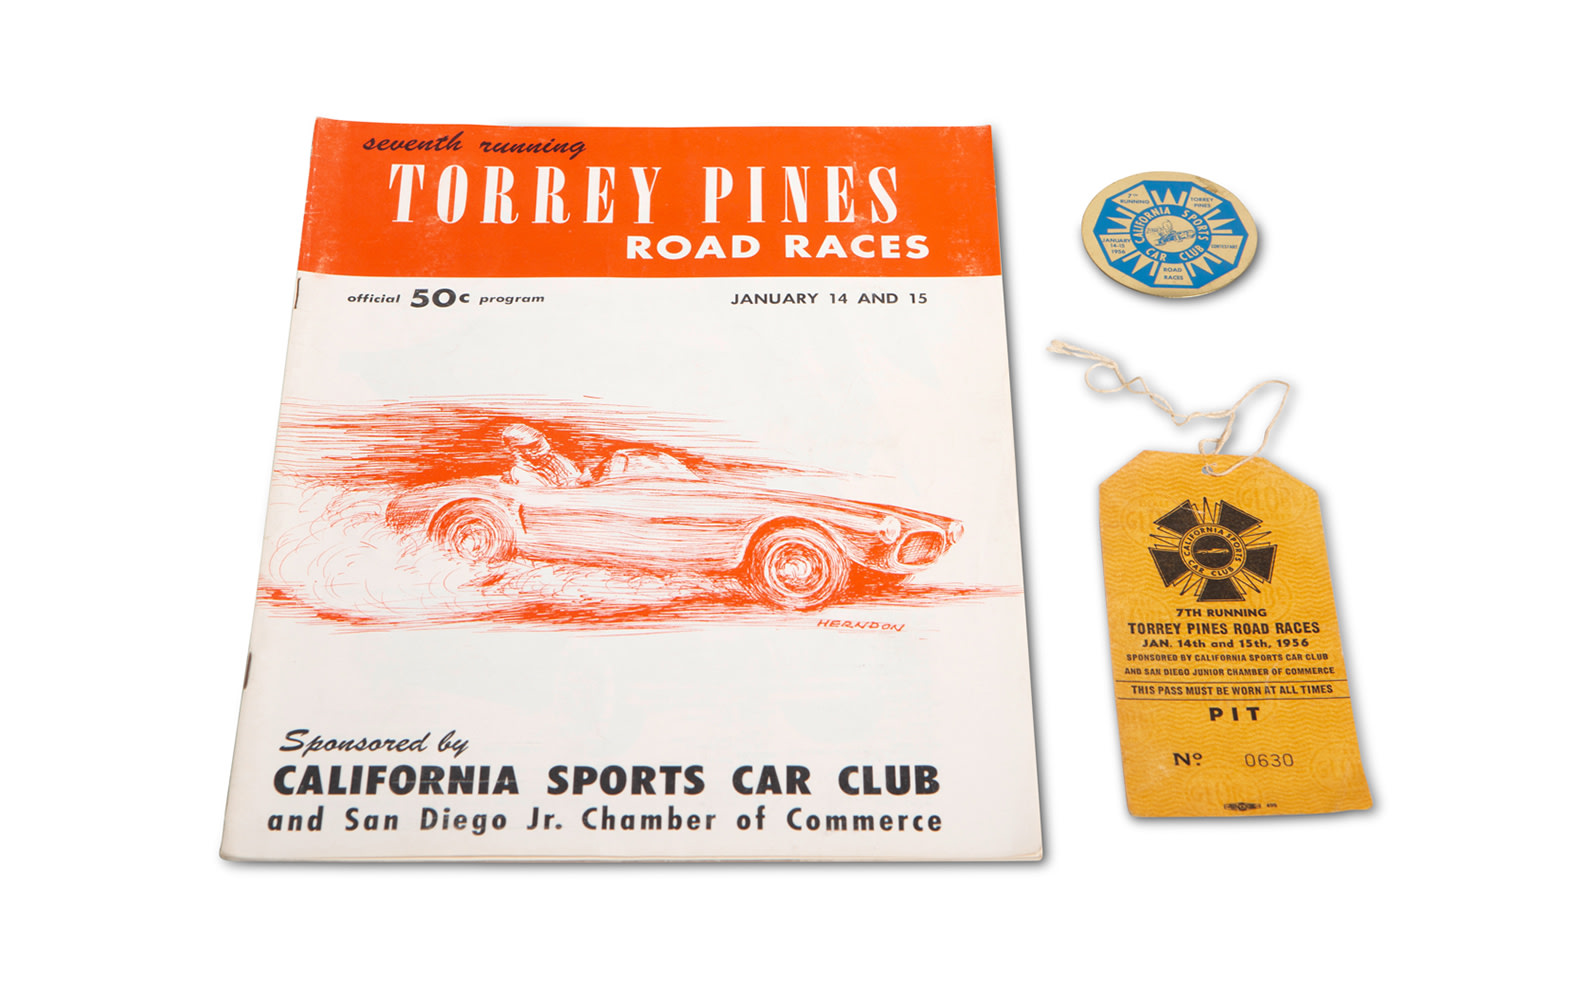 seventh running
TORREY PINES
ROAD RACES
official 50c program
JANUARY 14 AND 15
HERNDON
Sponsored by
CALIFORNIA SPORTS CAR CLUB
and San Diego Jr. Chamber of Commerce
7TH
RUNNING
TORREY
PINES
CALIFORNIA SPORTS
CAR CLUB
JANUARY
14-15
1956
ROAD
RACES
CALIFORNIA SPORTS
CAR CLUB
7TH RUNNING
TORREY PINES ROAD RACES
JAN. 14th and 15th, 1956
SPONSORED BY CALIFORNIA SPORTS CAR CLUB
AND SAN DIEGO JUNIOR CHAMBER OF COMMERCE
THIS PASS MUST BE WORN AT ALL TIMES
PIT
Nº 0630